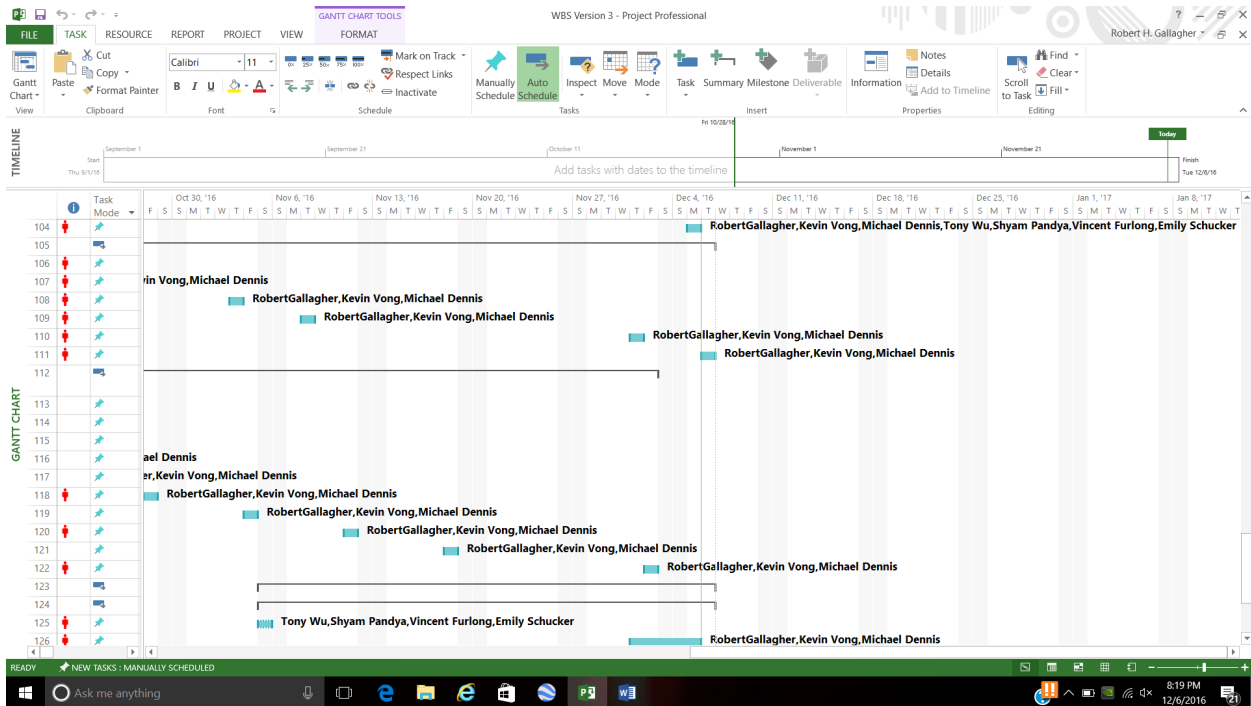 GANTT CHART TOOLS
WBS Version 3 - Project Professional
FILE TASK RESOURCE REPORT PROJECT VIEW FORMAT Robert H. Gallagher
Gantt Chart
View
Paste Cut Copy Format Painter
Clipboard
Calibri 11
B I U A
Font
0% 25% 50% 75% 100%
Mark on Track
Respect Links
Inactivate
Schedule
Manually Schedule Auto Schedule Inspect Move Mode
Tasks
Task Summary Milestone Deliverable
Insert
Information Notes Details Add to Timeline
Properties
Scroll to Task Find Clear Fill
Editing
TIMELINE
Fri 10/28/16
Today
September 1 September 21 October 11 November 1 November 21
Start
Thu 9/1/16
Add tasks with dates to the timeline
Finish
Tue 12/6/16
GANTT CHART
Task Mode
Oct 30, '16 Nov 6, '16 Nov 13, '16 Nov 20, '16 Nov 27, '16 Dec 4, '16 Dec 11, '16 Dec 18, '16 Dec 25, '16 Jan 1, '17 Jan 8, '17
F S S M T W T F S S M T W T F S S M T W T F S S M T W T F S S M T W T F S S M T W T F S S M T W T F S S M T W T F S S M T W T F S S M T W T F S S M T W T
104 RobertGallagher,Kevin Vong,Michael Dennis,Tony Wu,Shyam Pandya,Vincent Furlong,Emily Schucker
105
106
107 vin Vong,Michael Dennis
108 RobertGallagher,Kevin Vong,Michael Dennis
109 RobertGallagher,Kevin Vong,Michael Dennis
110 RobertGallagher,Kevin Vong,Michael Dennis
111 RobertGallagher,Kevin Vong,Michael Dennis
112
113
114
115
116 ael Dennis
117 er,Kevin Vong,Michael Dennis
118 RobertGallagher,Kevin Vong,Michael Dennis
119 RobertGallagher,Kevin Vong,Michael Dennis
120 RobertGallagher,Kevin Vong,Michael Dennis
121 RobertGallagher,Kevin Vong,Michael Dennis
122 RobertGallagher,Kevin Vong,Michael Dennis
123
124
125 Tony Wu,Shyam Pandya,Vincent Furlong,Emily Schucker
126 RobertGallagher,Kevin Vong,Michael Dennis
READY NEW TASKS : MANUALLY SCHEDULED
Ask me anything
8:19 PM
12/6/2016
21